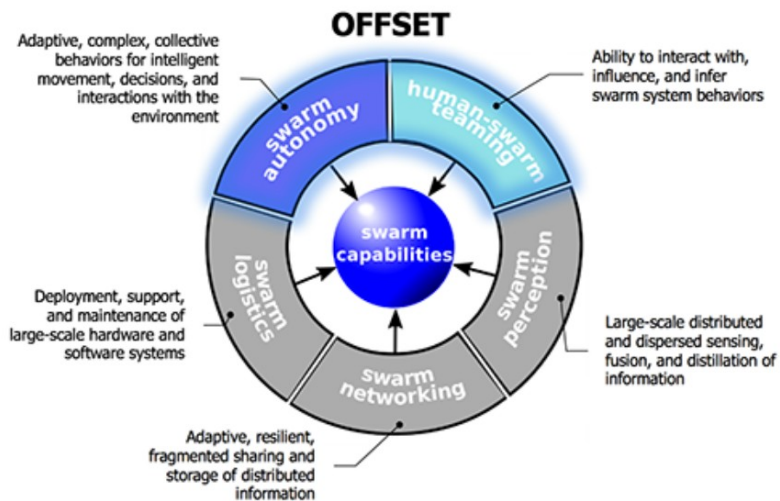 OFFSET
Adaptive, complex, collective
behaviors for intelligent
movement, decisions, and
interactions with the
environment
Ability to interact with,
influence, and infer
swarm system behaviors
swarm
autonomy
human-swarm
teaming
swarm
capabilities
swarm
logistics
swarm
perception
swarm
networking
Deployment, support,
and maintenance of
large-scale hardware and
software systems
Large-scale distributed
and dispersed sensing,
fusion, and distillation of
information
Adaptive, resilient,
fragmented sharing and
storage of distributed
information